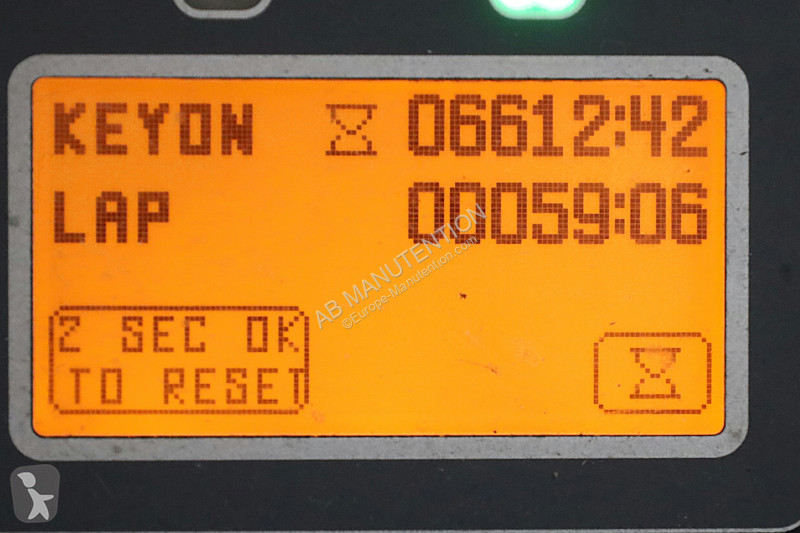 KEYON 06612:42
LAP 00059:06
AB MANUTENTION
©Europe-Manutention.com
2 SEC OK
TO RESET